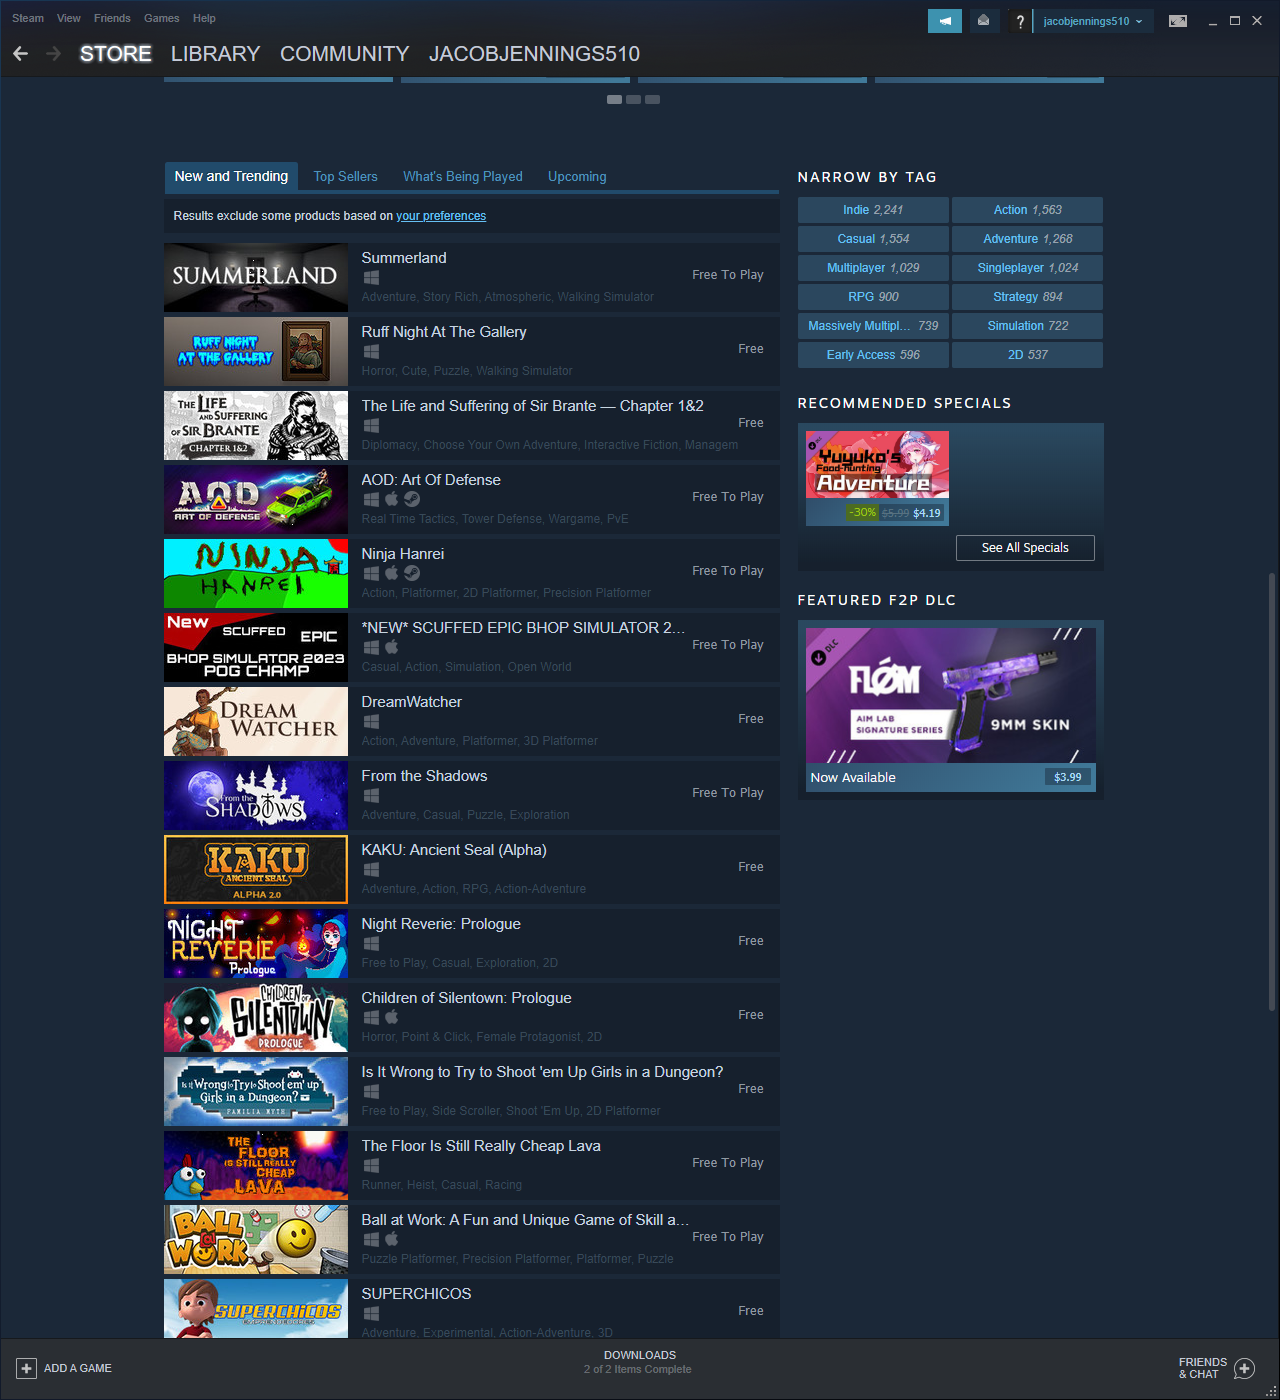 Steam View Friends Games Help
jacobjennings510
STORE LIBRARY COMMUNITY JACOBJENNINGS510
New and Trending Top Sellers What's Being Played Upcoming
Results exclude some products based on your preferences
SUMMERLAND
Summerland
Free To Play
Adventure, Story Rich, Atmospheric, Walking Simulator
RUFF NIGHT
AT THE GALLERY
Ruff Night At The Gallery
Free
Horror, Cute, Puzzle, Walking Simulator
THE LIFE
AND SUFFERING
OF SIR BRANTE
CHAPTER 1&2
The Life and Suffering of Sir Brante — Chapter 1&2
Free
Diplomacy, Choose Your Own Adventure, Interactive Fiction, Managem
AOD
ART OF DEFENSE
AOD: Art Of Defense
Free To Play
Real Time Tactics, Tower Defense, Wargame, PvE
NINJA
HANREI
Ninja Hanrei
Free To Play
Action, Platformer, 2D Platformer, Precision Platformer
New
SCUFFED EPIC
BHOP SIMULATOR 2023
POG CHAMP
*NEW* SCUFFED EPIC BHOP SIMULATOR 2...
Free To Play
Casual, Action, Simulation, Open World
DREAM
WATCHER
DreamWatcher
Free
Action, Adventure, Platformer, 3D Platformer
From the
SHADOWS
From the Shadows
Free To Play
Adventure, Casual, Puzzle, Exploration
KAKU
ANCIENT SEAL
ALPHA 2.0
KAKU: Ancient Seal (Alpha)
Free
Adventure, Action, RPG, Action-Adventure
NIGHT
REVERIE
Prologue
Night Reverie: Prologue
Free
Free to Play, Casual, Exploration, 2D
CHILDREN OF
SILENTOWN
PROLOGUE
Children of Silentown: Prologue
Free
Horror, Point & Click, Female Protagonist, 2D
Is it Wrong to Try to Shoot 'em up
Girls in a Dungeon?
FAMILIA MYTH
Is It Wrong to Try to Shoot 'em Up Girls in a Dungeon?
Free
Free to Play, Side Scroller, Shoot 'Em Up, 2D Platformer
THE
FLOOR
IS STILL REALLY
CHEAP
LAVA
The Floor Is Still Really Cheap Lava
Free To Play
Runner, Heist, Casual, Racing
BALL
@
WORK
Ball at Work: A Fun and Unique Game of Skill a...
Free To Play
Puzzle Platformer, Precision Platformer, Platformer, Puzzle
SUPERCHICOS
SUPERCHICOS
Free
Adventure, Experimental, Action-Adventure, 3D
NARROW BY TAG
Indie 2,241 Action 1,563
Casual 1,554 Adventure 1,268
Multiplayer 1,029 Singleplayer 1,024
RPG 900 Strategy 894
Massively Multipl... 739 Simulation 722
Early Access 596 2D 537
RECOMMENDED SPECIALS
DLC
Yuyuko's
Food-Hunting
Adventure
-30% $5.99 $4.19
See All Specials
FEATURED F2P DLC
DLC
FLØM
AIM LAB
SIGNATURE SERIES
9MM SKIN
Now Available $3.99
ADD A GAME
DOWNLOADS
2 of 2 Items Complete
FRIENDS
& CHAT